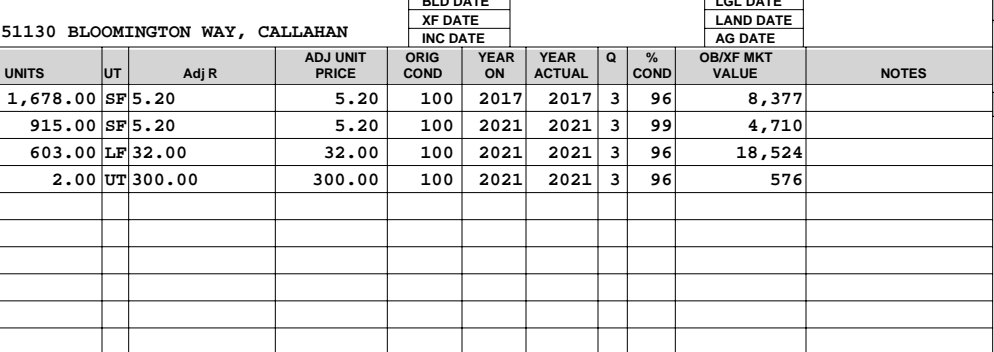 BLD DATE LGL DATE
XF DATE LAND DATE
51130 BLOOMINGTON WAY, CALLAHAN INC DATE AG DATE
UNITS UT Adj R ADJ UNIT PRICE ORIG COND YEAR ON YEAR ACTUAL Q % COND OB/XF MKT VALUE NOTES
1,678.00 SF 5.20 5.20 100 2017 2017 3 96 8,377
915.00 SF 5.20 5.20 100 2021 2021 3 99 4,710
603.00 LF 32.00 32.00 100 2021 2021 3 96 18,524
2.00 UT 300.00 300.00 100 2021 2021 3 96 576